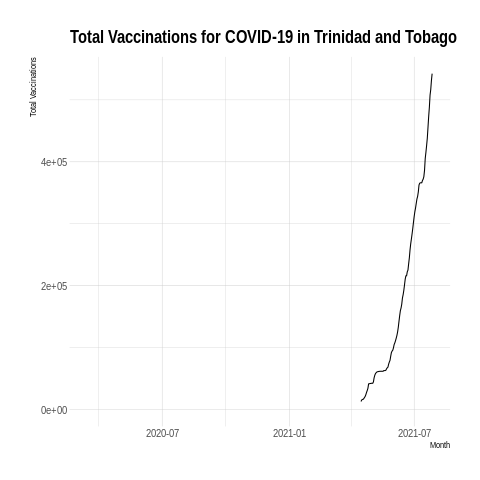 Total Vaccinations for COVID-19 in Trinidad and Tobago
Total Vaccinations
4e+05
2e+05
0e+00
2020-07
2021-01
2021-07
Month